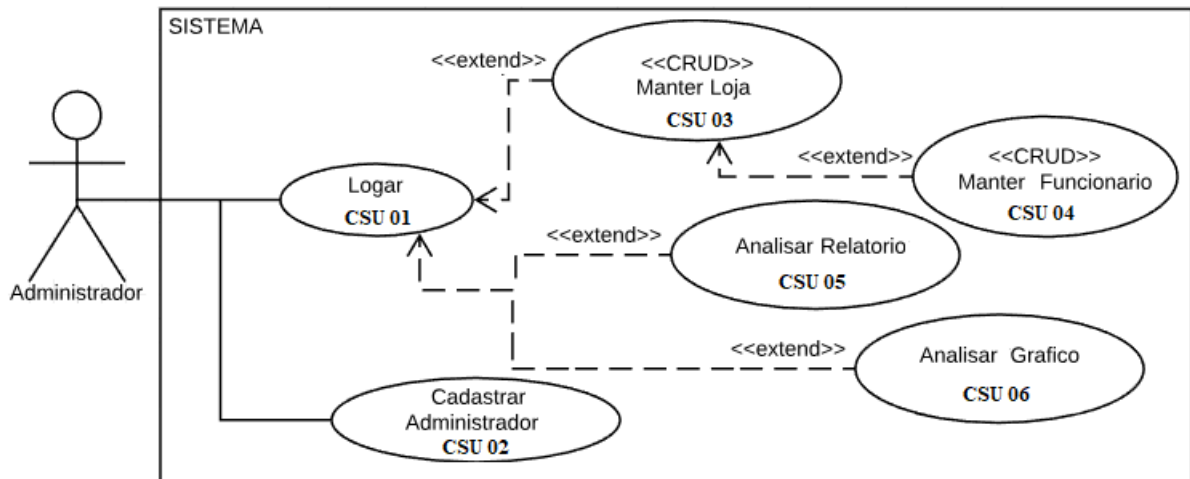 SISTEMA
Administrador
Logar
CSU 01
<<extend>>
<<CRUD>>
Manter Loja
CSU 03
<<extend>>
<<CRUD>>
Manter Funcionario
CSU 04
<<extend>>
Analisar Relatorio
CSU 05
<<extend>>
Analisar Grafico
CSU 06
Cadastrar
Administrador
CSU 02